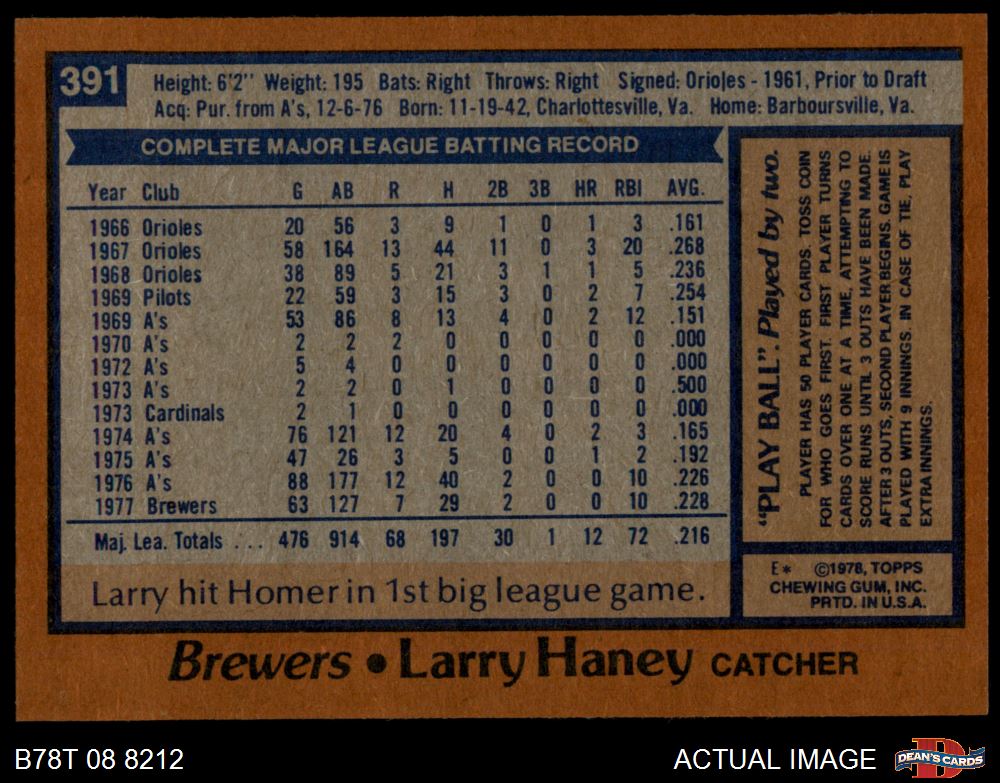 391
Height: 6'2" Weight: 195 Bats: Right Throws: Right Signed: Orioles - 1961, Prior to Draft
Acq: Pur. from A's, 12-6-76 Born: 11-19-42, Charlottesville, Va. Home: Barboursville, Va.
COMPLETE MAJOR LEAGUE BATTING RECORD
Year Club G AB R H 2B 3B HR RBI AVG.
1966 Orioles 20 56 3 9 1 0 1 3 .161
1967 Orioles 58 164 13 44 11 0 3 20 .268
1968 Orioles 38 89 5 21 3 1 1 5 .236
1969 Pilots 22 59 3 15 3 0 2 7 .254
1969 A's 53 86 8 13 4 0 2 12 .151
1970 A's 2 2 2 0 0 0 0 0 .000
1972 A's 5 4 0 0 0 0 0 0 .000
1973 A's 2 2 0 1 0 0 0 0 .500
1973 Cardinals 2 1 0 0 0 0 0 0 .000
1974 A's 76 121 12 20 4 0 2 3 .165
1975 A's 47 26 3 5 0 0 1 2 .192
1976 A's 88 177 12 40 2 0 0 10 .226
1977 Brewers 63 127 7 29 2 0 0 10 .228
Maj. Lea. Totals . . . 476 914 68 197 30 1 12 72 .216
Larry hit Homer in 1st big league game.
"PLAY BALL". Played by two.
PLAYER HAS 50 PLAYER CARDS. TOSS COIN
FOR WHO GOES FIRST. FIRST PLAYER TURNS
CARDS OVER ONE AT A TIME, ATTEMPTING TO
SCORE RUNS UNTIL 3 OUTS HAVE BEEN MADE.
AFTER 3 OUTS, SECOND PLAYER BEGINS. GAME IS
PLAYED WITH 9 INNINGS. IN CASE OF TIE, PLAY
EXTRA INNINGS.
E* ©1978, TOPPS
CHEWING GUM, INC.
PRTD. IN U.S.A.
Brewers • Larry Haney CATCHER
B78T 08 8212
ACTUAL IMAGE
D
DEAN'S CARDS